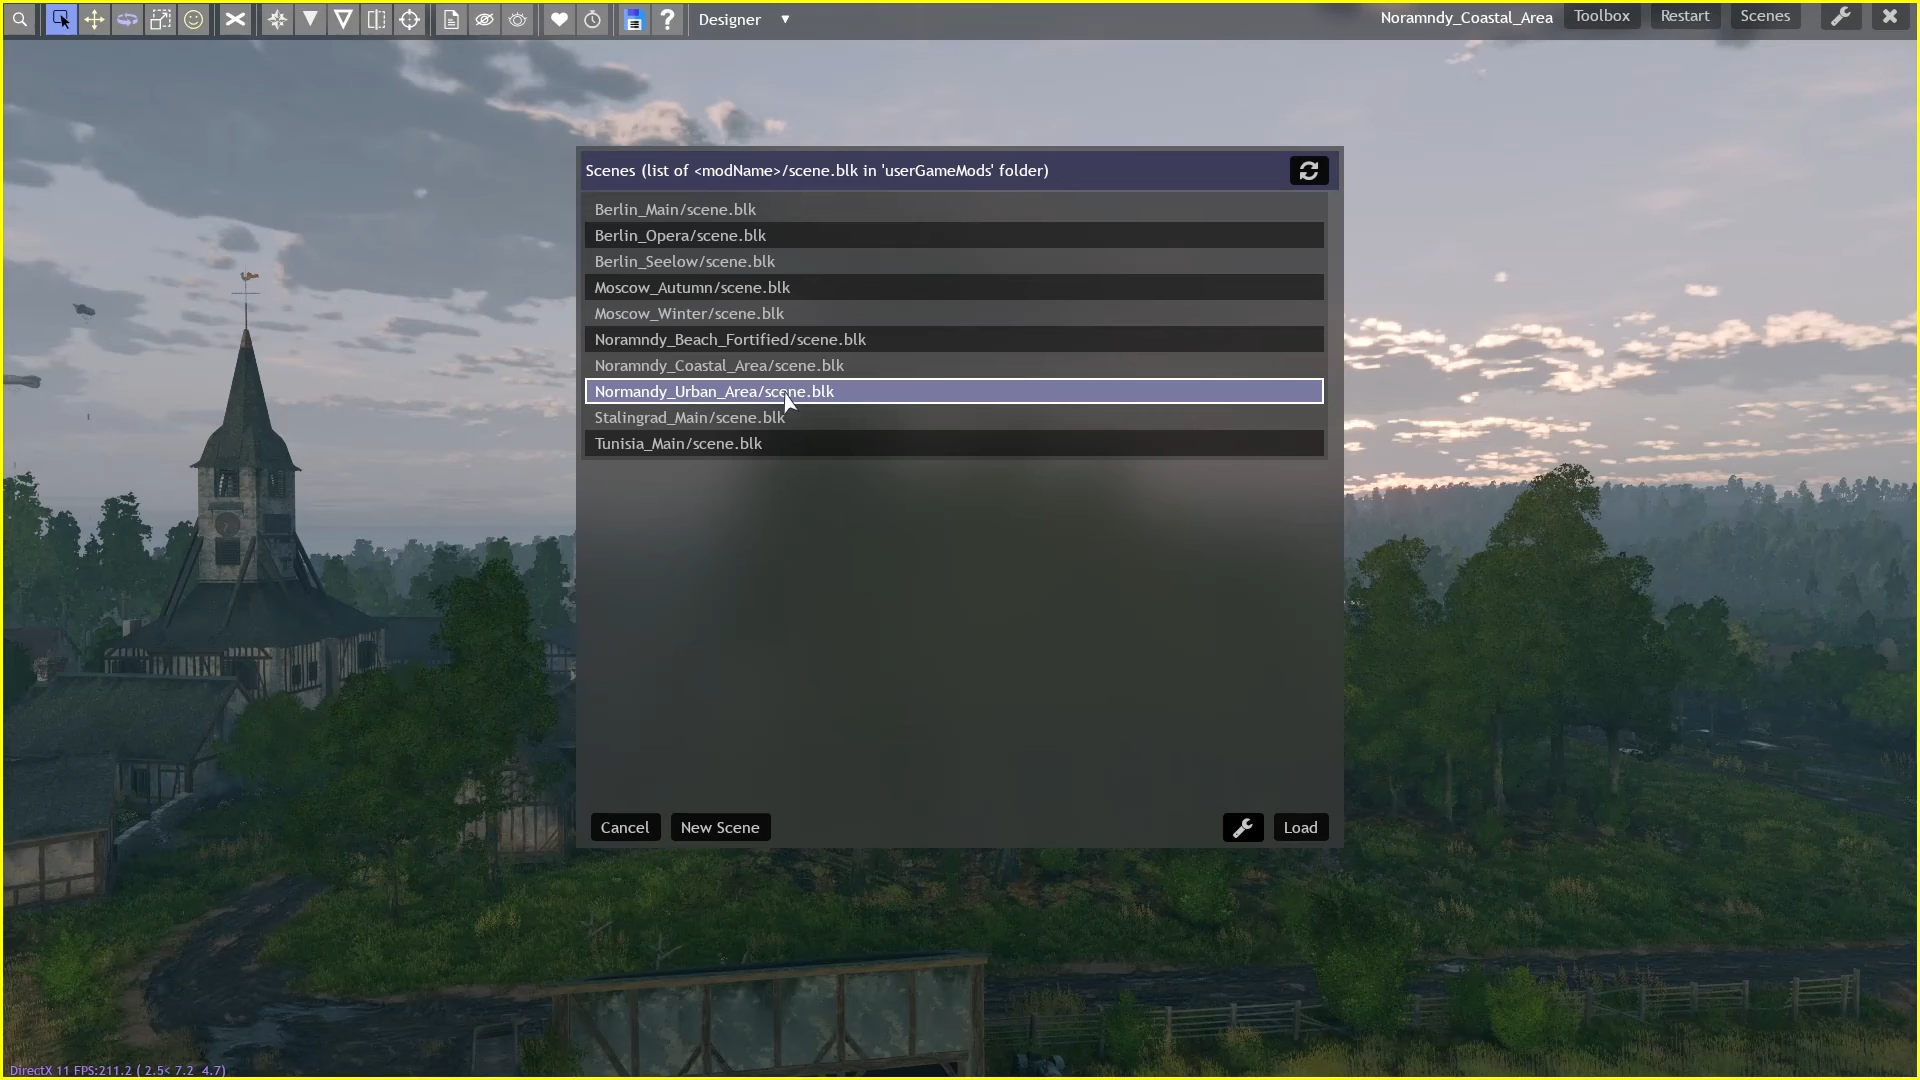 Designer ▼
Noramndy_Coastal_Area Toolbox Restart Scenes
Scenes (list of <modName>/scene.blk in 'userGameMods' folder)
Berlin_Main/scene.blk
Berlin_Opera/scene.blk
Berlin_Seelow/scene.blk
Moscow_Autumn/scene.blk
Moscow_Winter/scene.blk
Noramndy_Beach_Fortified/scene.blk
Noramndy_Coastal_Area/scene.blk
Normandy_Urban_Area/scene.blk
Stalingrad_Main/scene.blk
Tunisia_Main/scene.blk
Cancel New Scene Load
DirectX 11 FPS:211.2 ( 2.5< 7.2 4.7)